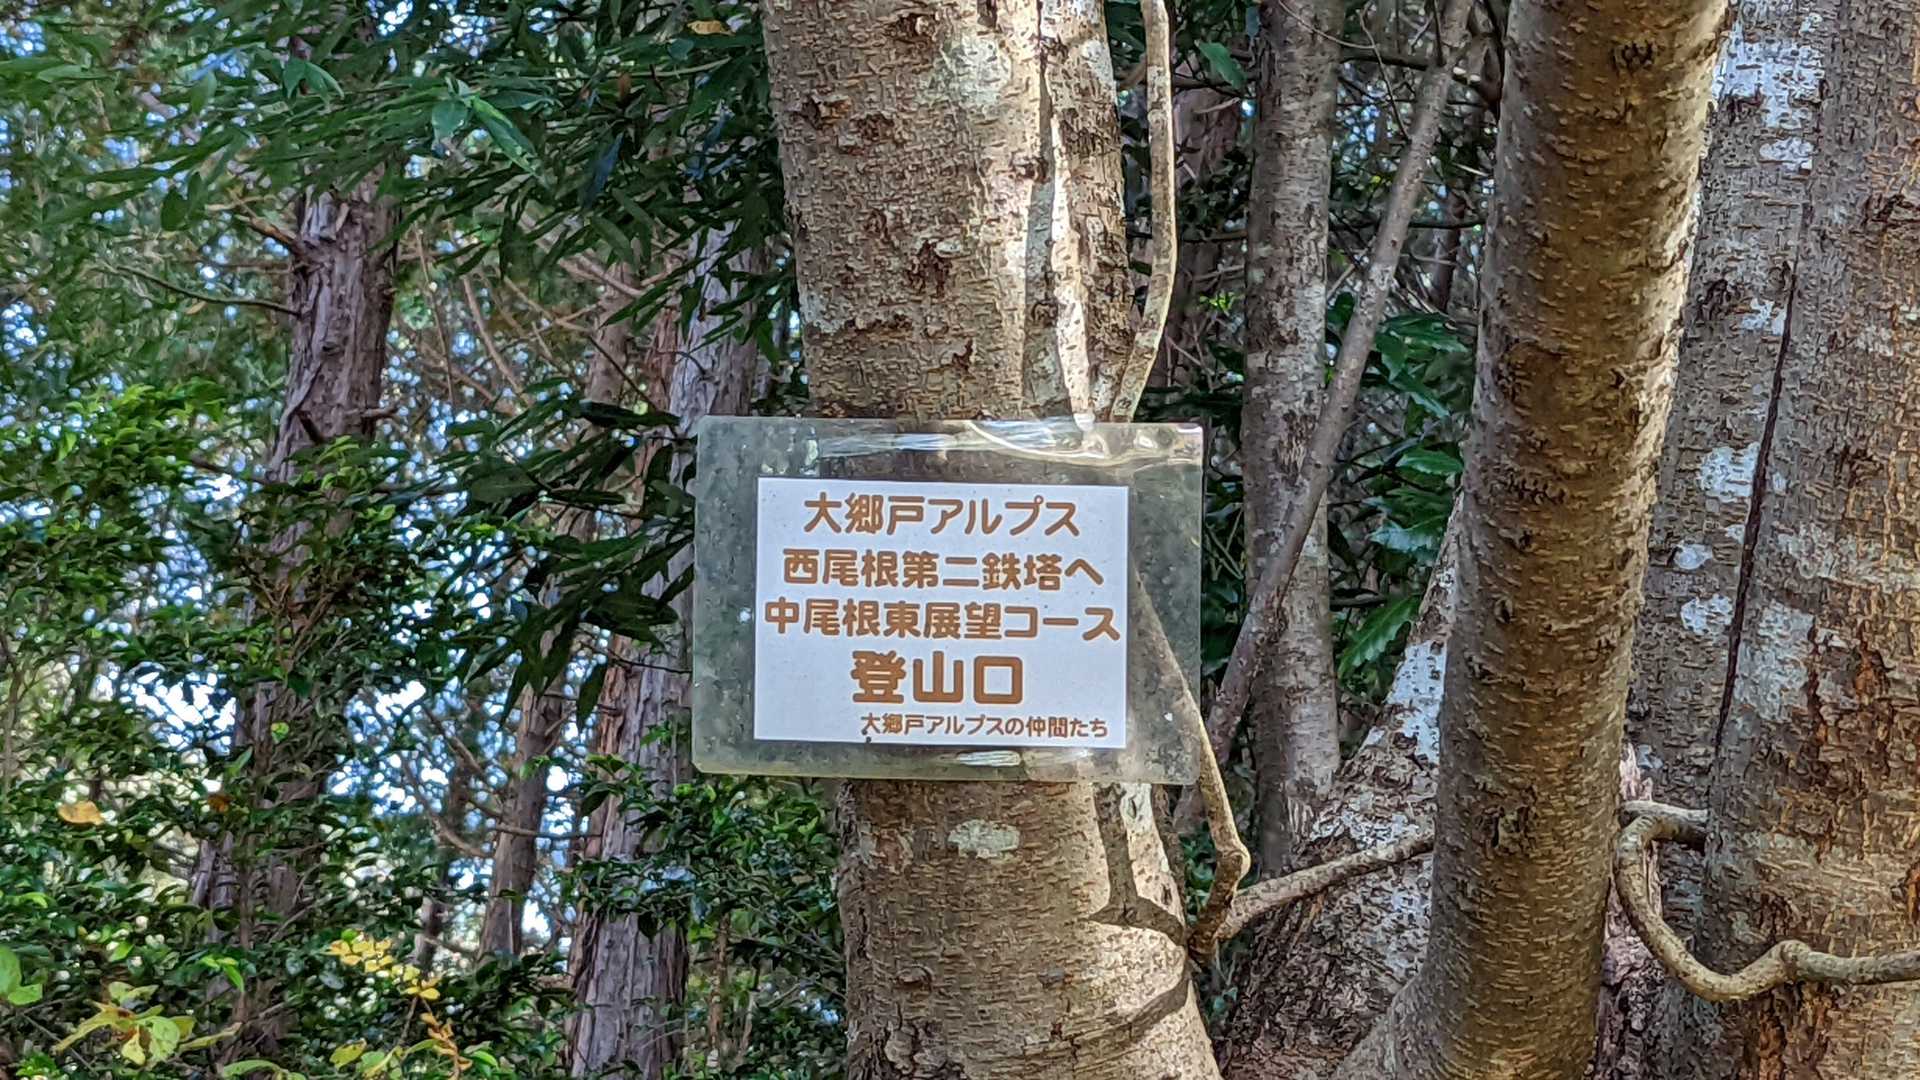 大郷戸アルプス
西尾根第二鉄塔へ
中尾根東展望コース
登山口
大郷戸アルプスの仲間たち